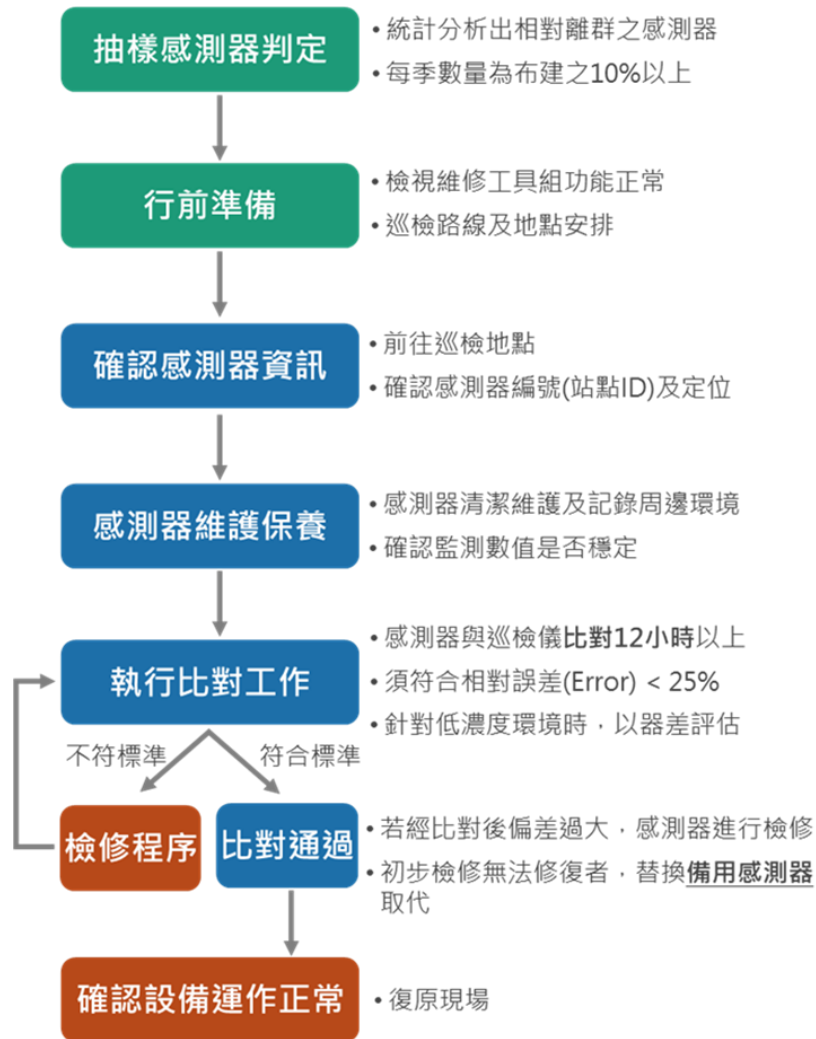 抽樣感測器判定
• 統計分析出相對離群之感測器
• 每季數量為布建之10%以上
行前準備
• 檢視維修工具組功能正常
• 巡檢路線及地點安排
確認感測器資訊
• 前往巡檢地點
• 確認感測器編號(站點ID)及定位
感測器維護保養
• 感測器清潔維護及記錄周邊環境
• 確認監測數值是否穩定
執行比對工作
• 感測器與巡檢儀比對12小時以上
• 須符合相對誤差(Error) < 25%
• 針對低濃度環境時，以器差評估
不符標準
符合標準
檢修程序
比對通過
• 若經比對後偏差過大，感測器進行檢修
• 初步檢修無法修復者，替換備用感測器
取代
確認設備運作正常
• 復原現場